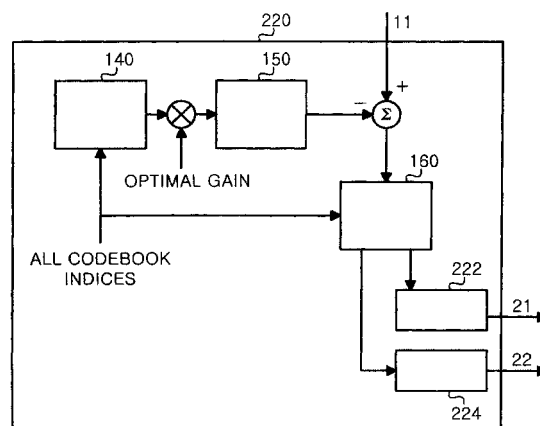 220
11
140
150
+
−
Σ
OPTIMAL GAIN
160
ALL CODEBOOK
INDICES
222
21
22
224